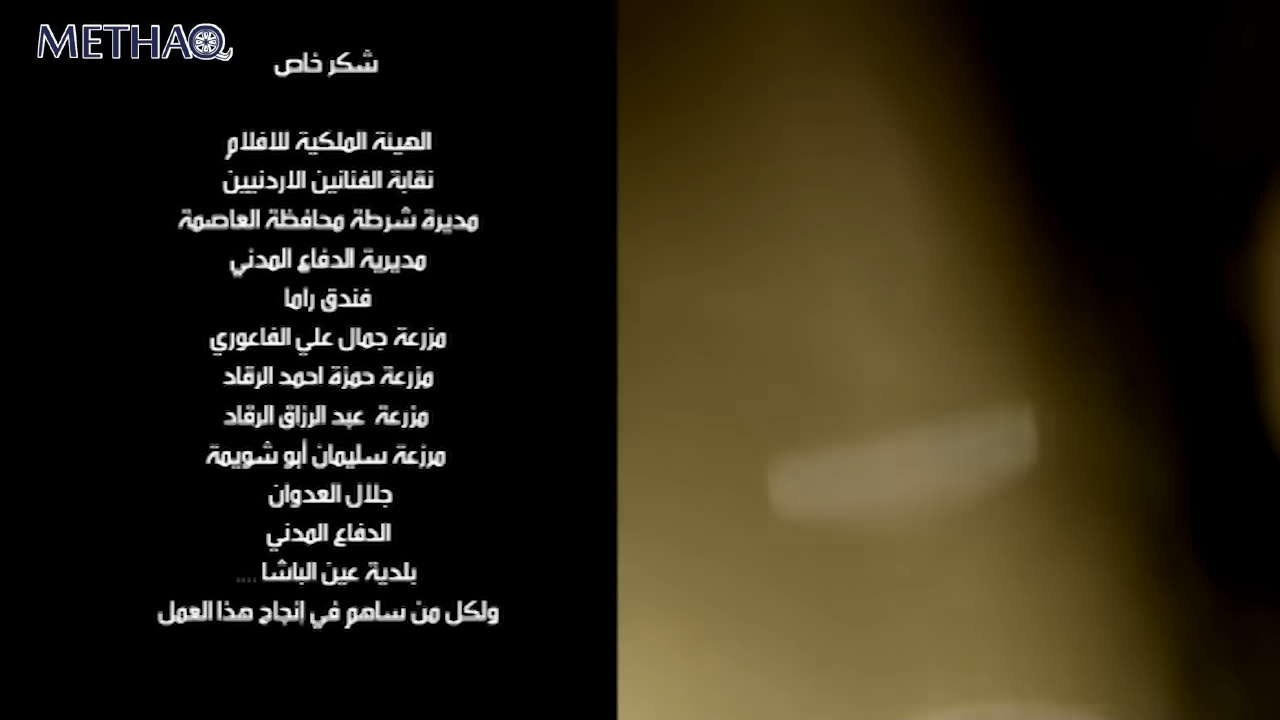 METHAQ
شكر خاص
الهيئة الملكية للافلام
نقابة الفنانين الاردنيين
مديرة شرطة محافظة العاصمة
مديرية الدفاع المدني
فندق راما
مزرعة جمال علي الفاعوري
مزرعة حمزة احمد الرقاد
مزرعة عبد الرزاق الرقاد
مرزعة سليمان أبو شويمة
جلال العدوان
الدفاع المدني
بلدية عين الباشا ....
ولكل من ساهم في إنجاح هذا العمل